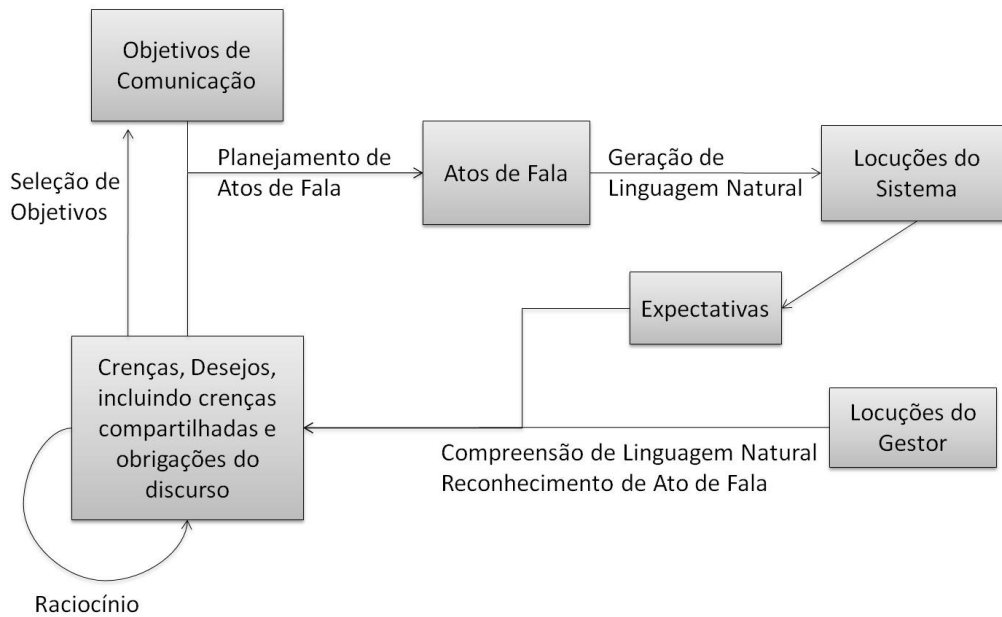 Objetivos de
Comunicação
Seleção de
Objetivos
Planejamento de
Atos de Fala
Atos de Fala
Geração de
Linguagem Natural
Locuções do
Sistema
Expectativas
Crenças, Desejos,
incluindo crenças
compartilhadas e
obrigações do
discurso
Locuções do
Gestor
Compreensão de Linguagem Natural
Reconhecimento de Ato de Fala
Raciocínio